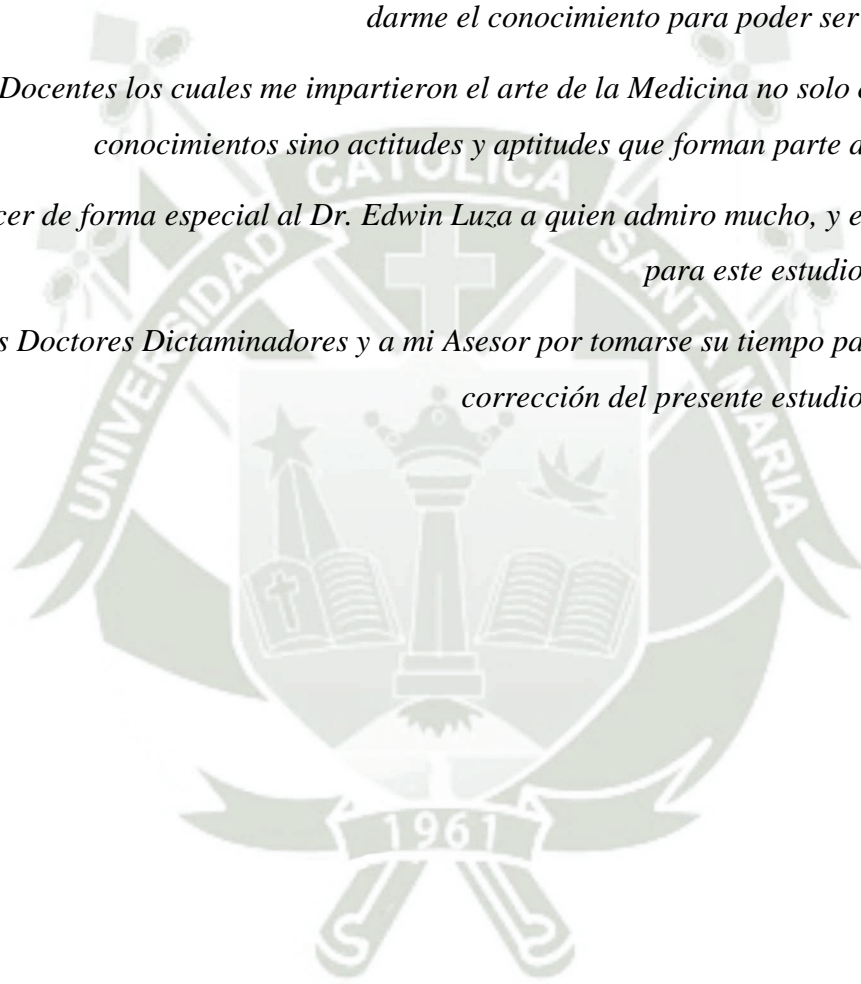 darme el conocimiento para poder ser
Docentes los cuales me impartieron el arte de la Medicina no solo
conocimientos sino actitudes y aptitudes que forman parte
de forma especial al Dr. Edwin Luza a quien admiro mucho, y
para este estudio
Doctores Dictaminadores y a mi Asesor por tomarse su tiempo
corrección del presente estudio
UNIVERSIDAD CATOLICA SANTA MARIA
1961